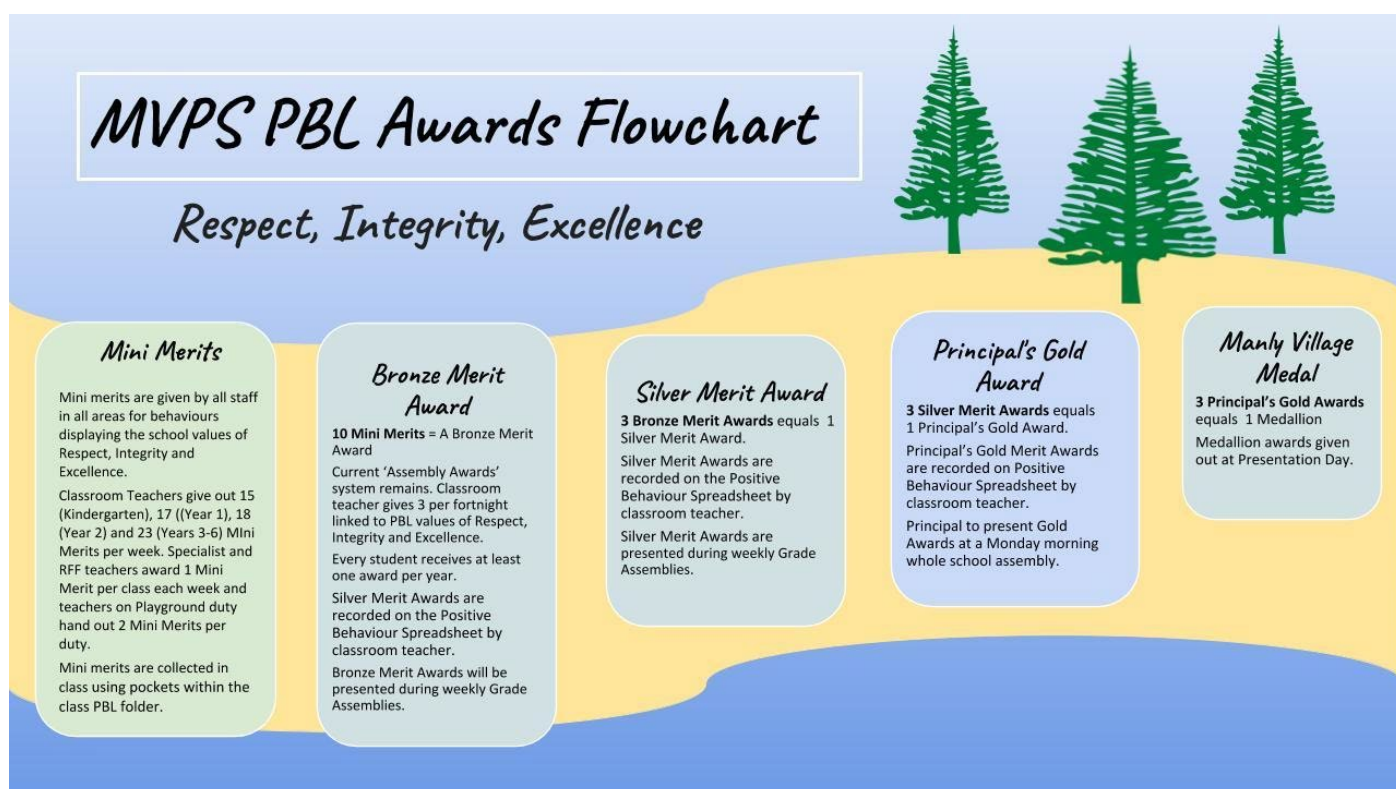 MVPS PBL Awards Flowchart
Respect, Integrity, Excellence
Mini Merits
Mini merits are given by all staff
in all areas for behaviours
displaying the school values of
Respect, Integrity and
Excellence.
Classroom Teachers give out 15
(Kindergarten), 17 ((Year 1), 18
(Year 2) and 23 (Years 3-6) MIni
Merits per week. Specialist and
RFF teachers award 1 Mini
Merit per class each week and
teachers on Playground duty
hand out 2 Mini Merits per
duty.
Mini merits are collected in
class using pockets within the
class PBL folder.
Bronze Merit
Award
10 Mini Merits = A Bronze Merit
Award
Current ‘Assembly Awards’
system remains. Classroom
teacher gives 3 per fortnight
linked to PBL values of Respect,
Integrity and Excellence.
Every student receives at least
one award per year.
Silver Merit Awards are
recorded on the Positive
Behaviour Spreadsheet by
classroom teacher.
Bronze Merit Awards will be
presented during weekly Grade
Assemblies.
Silver Merit Award
3 Bronze Merit Awards equals 1
Silver Merit Award.
Silver Merit Awards are
recorded on the Positive
Behaviour Spreadsheet by
classroom teacher.
Silver Merit Awards are
presented during weekly Grade
Assemblies.
Principal's Gold
Award
3 Silver Merit Awards equals
1 Principal’s Gold Award.
Principal’s Gold Merit Awards
are recorded on Positive
Behaviour Spreadsheet by
classroom teacher.
Principal to present Gold
Awards at a Monday morning
whole school assembly.
Manly Village
Medal
3 Principal’s Gold Awards
equals 1 Medallion
Medallion awards given
out at Presentation Day.